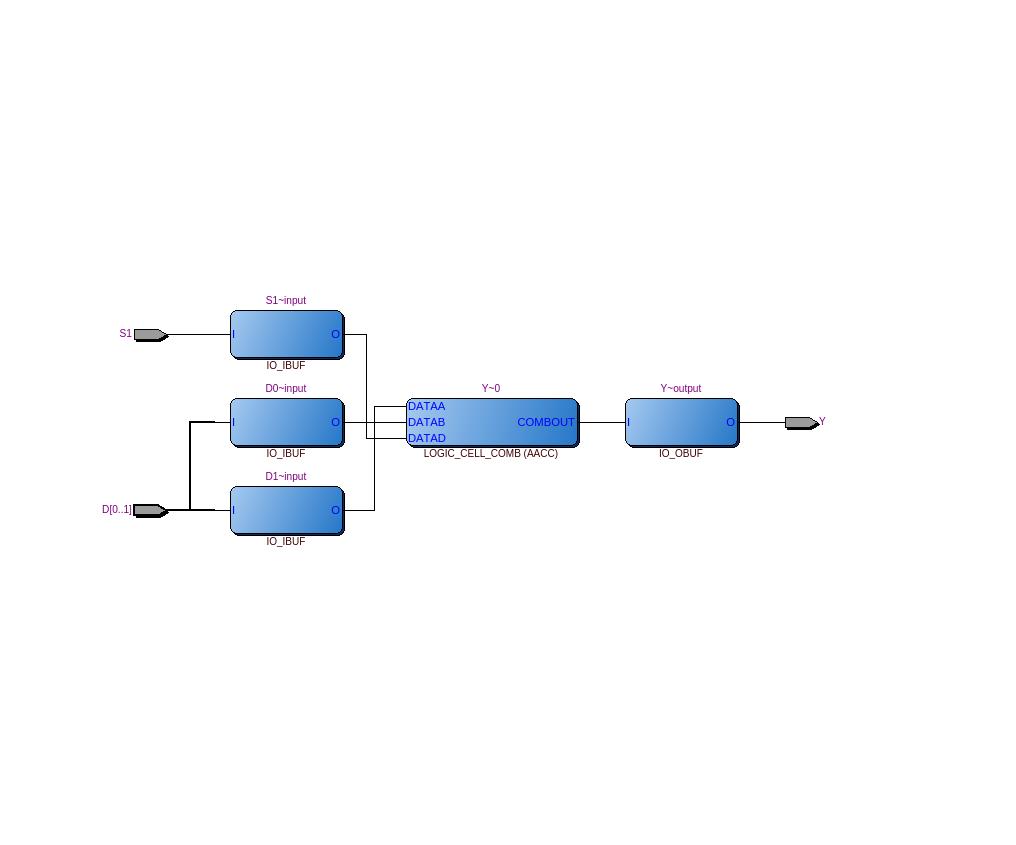 S1~input
S1
I
O
IO_IBUF
D0~input
I
O
IO_IBUF
D1~input
D[0..1]
I
O
IO_IBUF
Y~0
DATAA
DATAB
DATAD
COMBOUT
LOGIC_CELL_COMB (AACC)
Y~output
I
O
IO_OBUF
Y